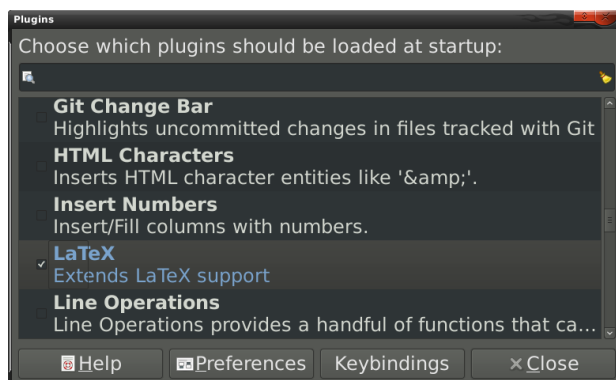 Plugins
Choose which plugins should be loaded at startup:
Git Change Bar
Highlights uncommitted changes in files tracked with Git
HTML Characters
Inserts HTML character entities like '&amp;'.
Insert Numbers
Insert/Fill columns with numbers.
LaTeX
Extends LaTeX support
Line Operations
Line Operations provides a handful of functions that ca...
Help Preferences Keybindings Close